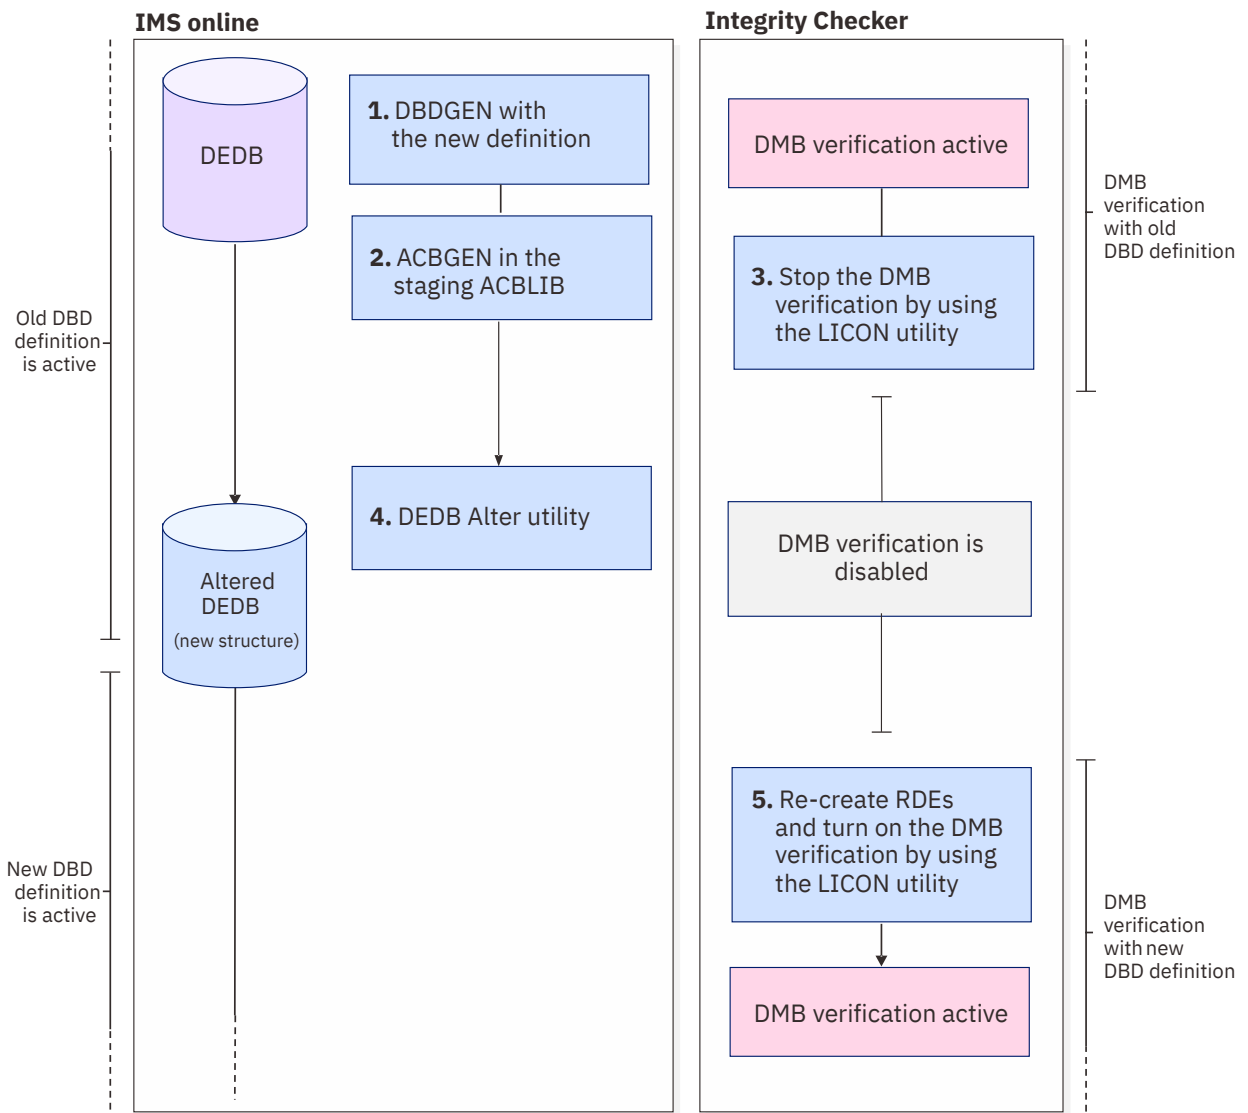 IMS online
Integrity Checker
DEDB
1. DBDGEN with
the new definition
2. ACBGEN in the
staging ACBLIB
4. DEDB Alter utility
Altered
DEDB
(new structure)
Old DBD
definition
is active
New DBD
definition
is active
DMB verification active
3. Stop the DMB
verification by using
the LICON utility
DMB verification is
disabled
5. Re-create RDEs
and turn on the DMB
verification by using
the LICON utility
DMB verification active
DMB
verification
with old
DBD definition
DMB
verification
with new
DBD definition